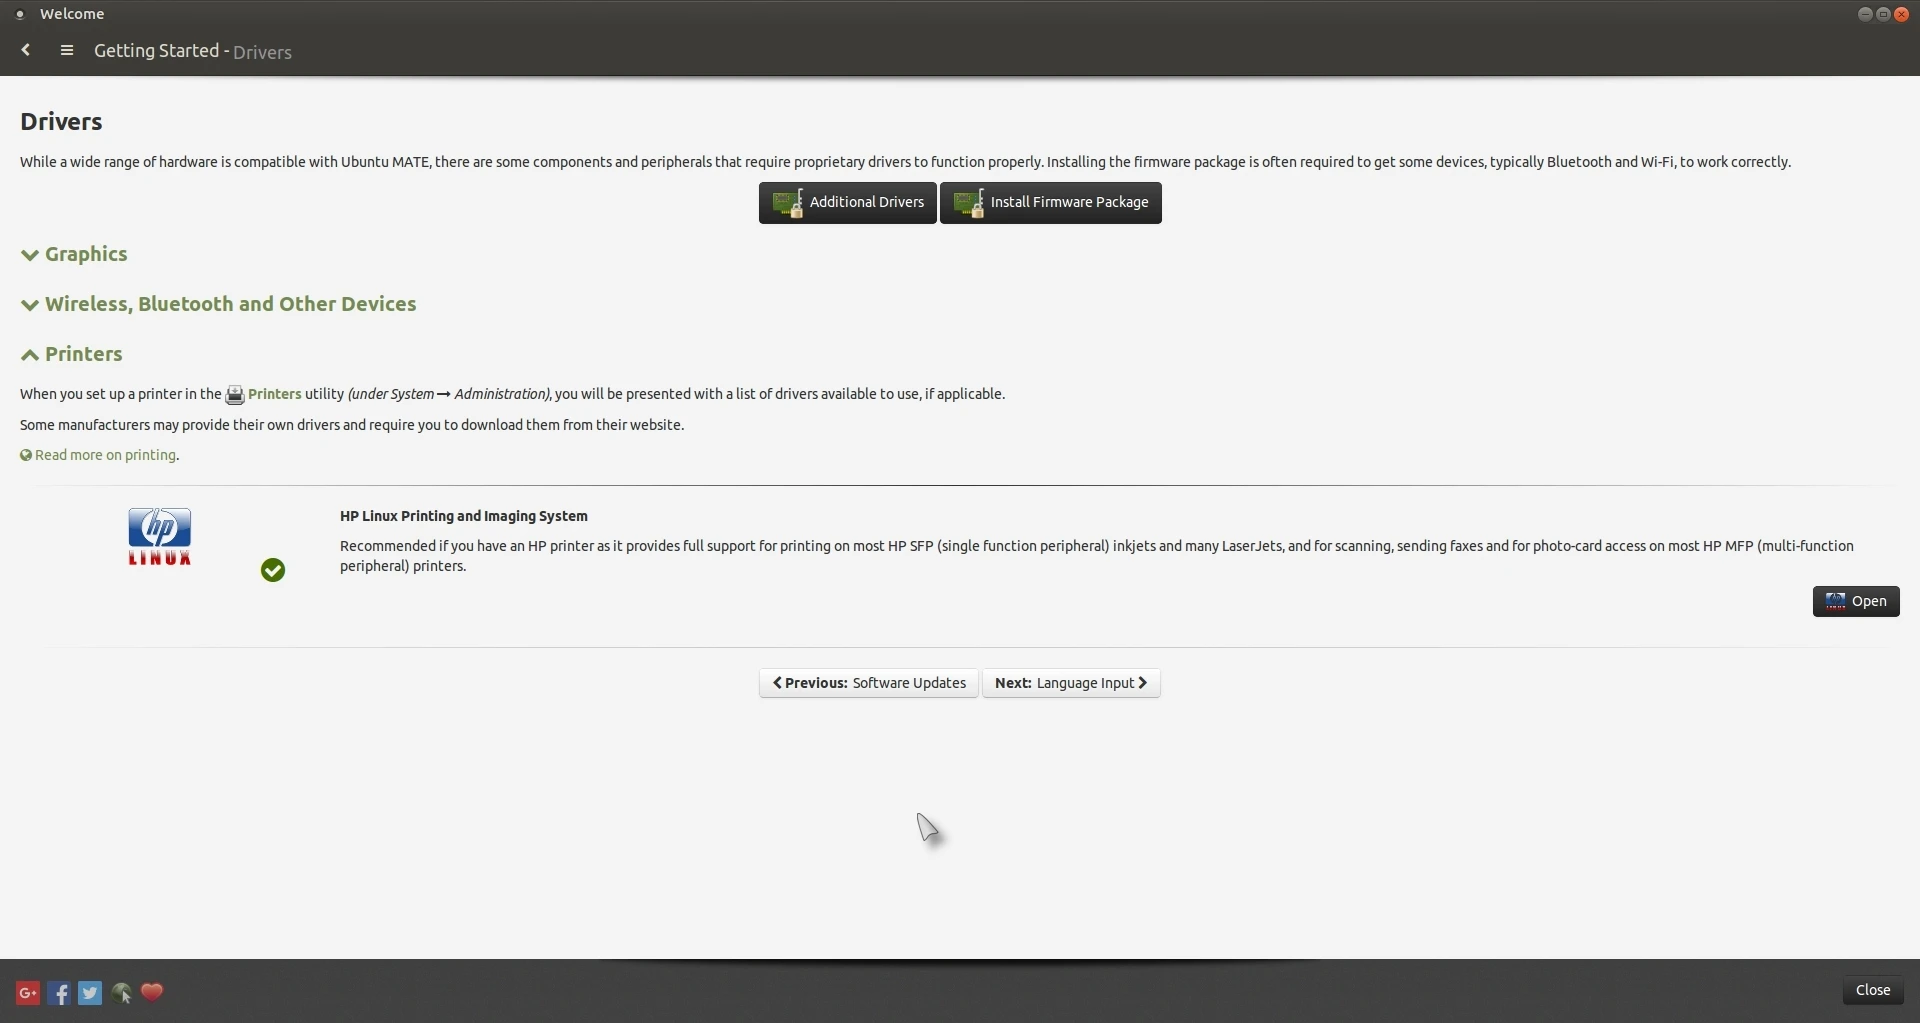 Welcome
Getting Started - Drivers
Drivers
While a wide range of hardware is compatible with Ubuntu MATE, there are some components and peripherals that require proprietary drivers to function properly. Installing the firmware package is often required to get some devices, typically Bluetooth and Wi-Fi, to work correctly.
Additional Drivers Install Firmware Package
Graphics
Wireless, Bluetooth and Other Devices
Printers
When you set up a printer in the Printers utility (under System → Administration), you will be presented with a list of drivers available to use, if applicable.
Some manufacturers may provide their own drivers and require you to download them from their website.
Read more on printing.
hp
LINUX
HP Linux Printing and Imaging System
Recommended if you have an HP printer as it provides full support for printing on most HP SFP (single function peripheral) inkjets and many LaserJets, and for scanning, sending faxes and for photo-card access on most HP MFP (multi-function
peripheral) printers.
Open
Previous: Software Updates Next: Language Input
G+ f
Close